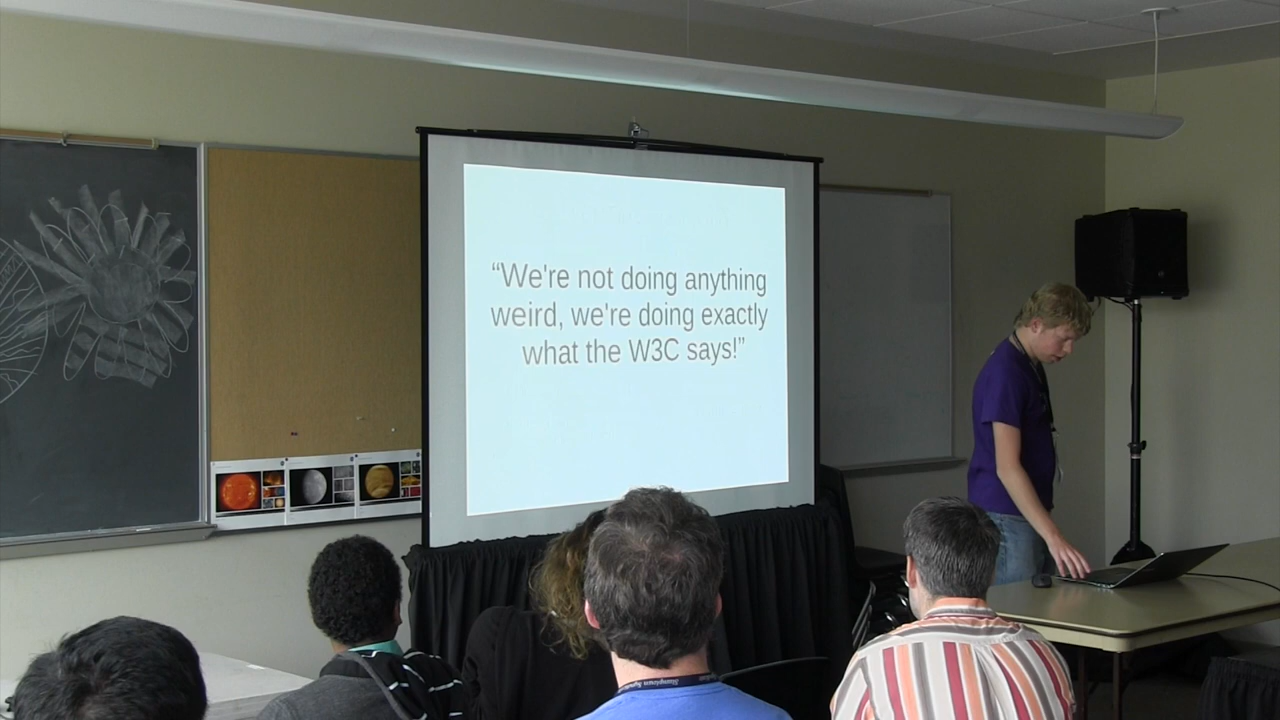 “We're not doing anything
weird, we're doing exactly
what the W3C says!”